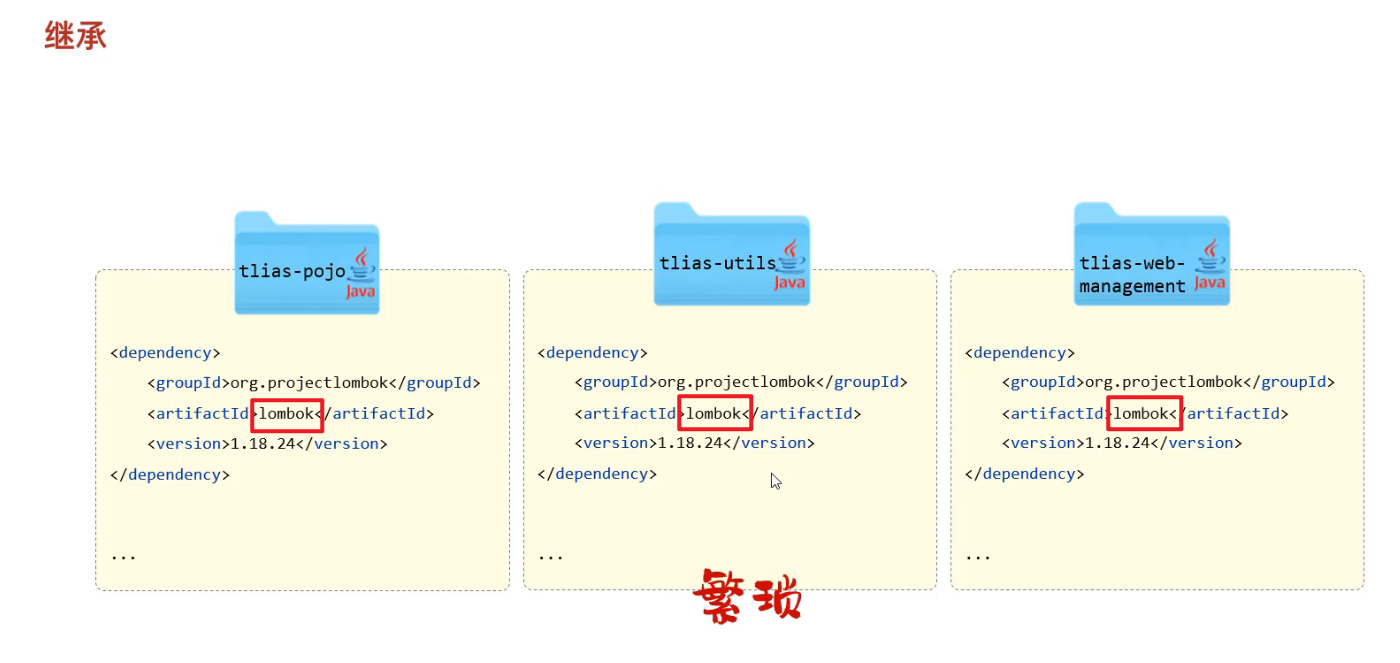 继承
tlias-pojo
Java
<dependency>
<groupId>org.projectlombok</groupId>
<artifactId>lombok</artifactId>
<version>1.18.24</version>
</dependency>
...
tlias-utils
Java
<dependency>
<groupId>org.projectlombok</groupId>
<artifactId>lombok</artifactId>
<version>1.18.24</version>
</dependency>
...
tlias-web-
management
Java
<dependency>
<groupId>org.projectlombok</groupId>
<artifactId>lombok</artifactId>
<version>1.18.24</version>
</dependency>
...
繁琐